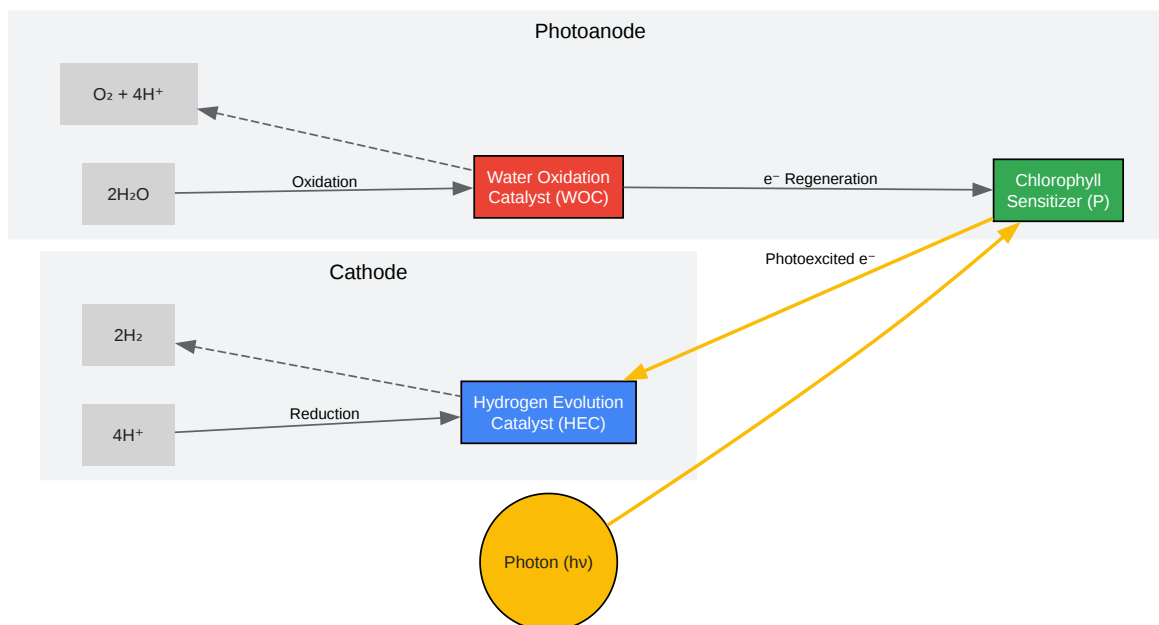 Photoanode
O₂ + 4H⁺
2H₂O
Oxidation
Water Oxidation
Catalyst (WOC)
e⁻ Regeneration
Chlorophyll
Sensitizer (P)
Photoexcited e⁻
Cathode
2H₂
4H⁺
Reduction
Hydrogen Evolution
Catalyst (HEC)
Photon (hν)